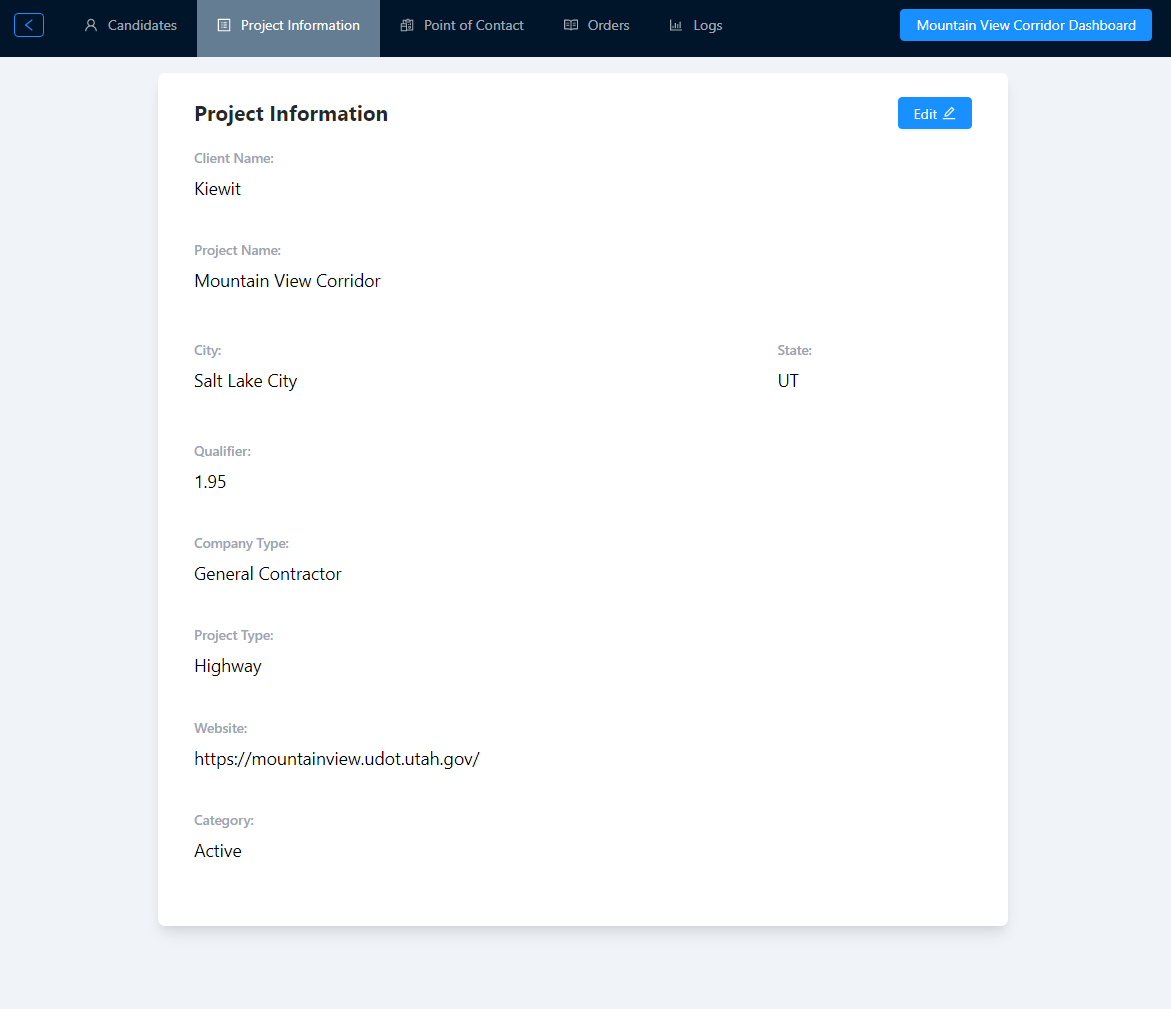 Candidates Project Information Point of Contact Orders Logs Mountain View Corridor Dashboard
Project Information Edit
Client Name:
Kiewit
Project Name:
Mountain View Corridor
City: State:
Salt Lake City UT
Qualifier:
1.95
Company Type:
General Contractor
Project Type:
Highway
Website:
https://mountainview.udot.utah.gov/
Category:
Active